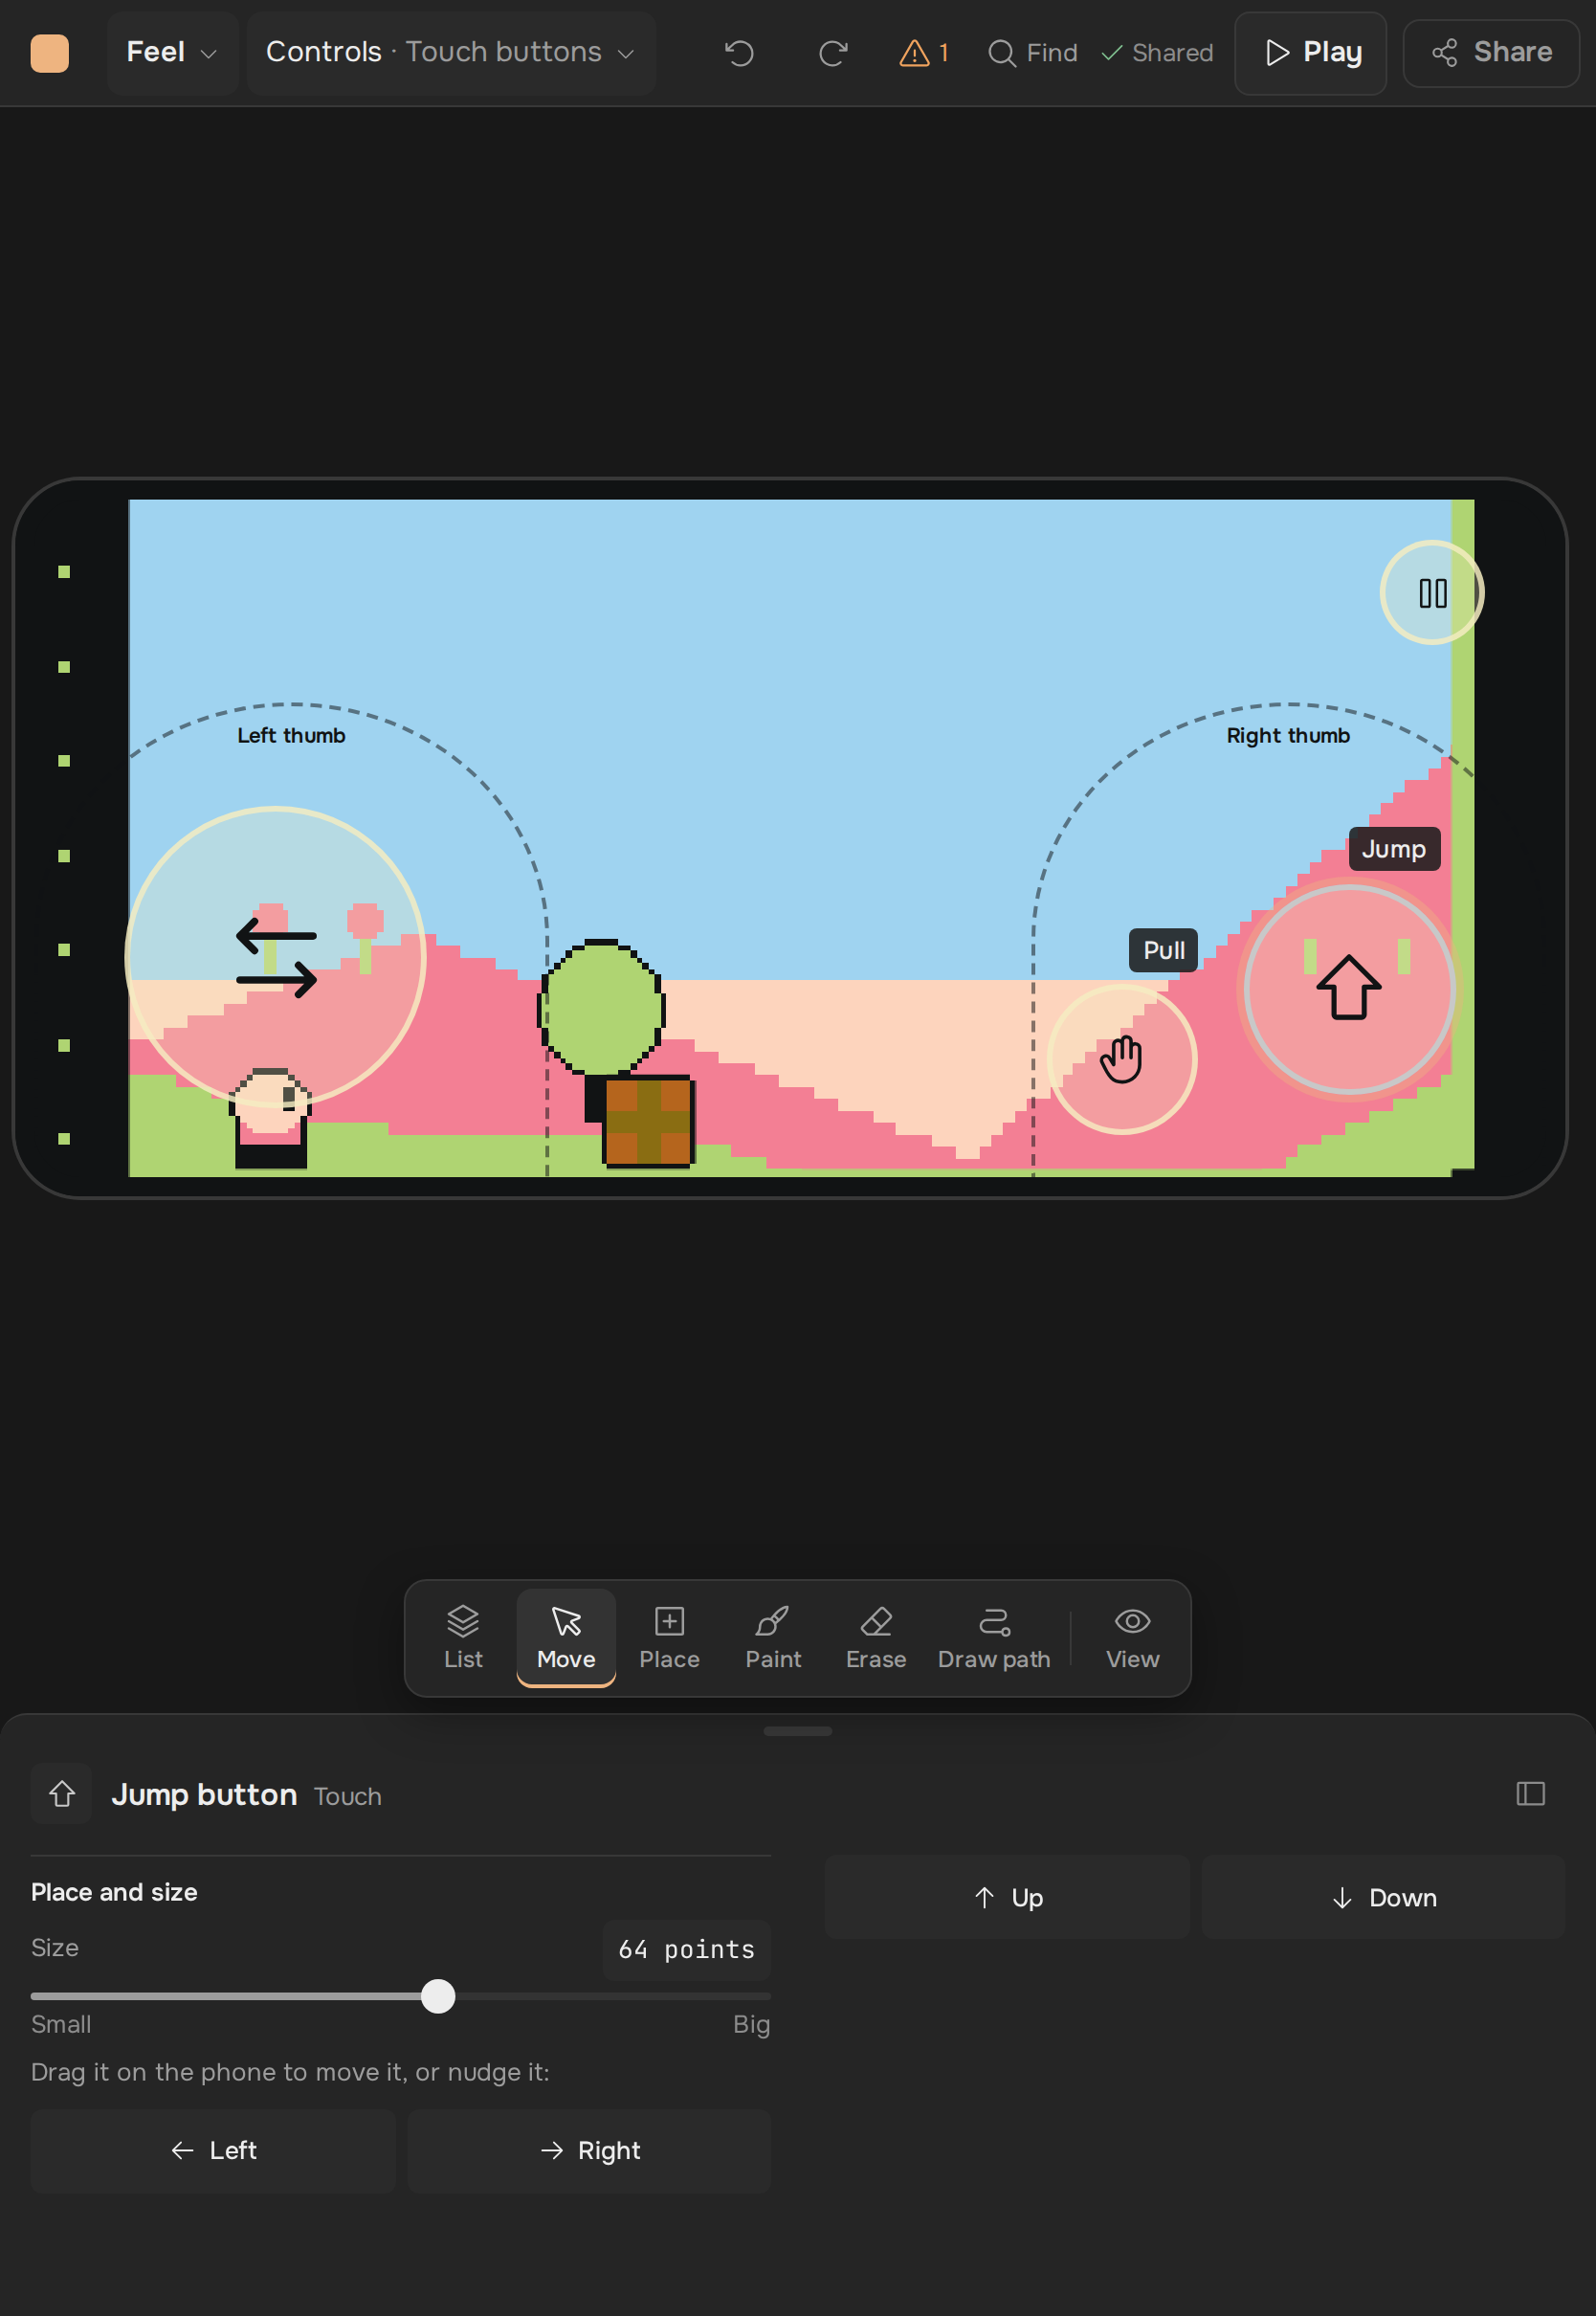 Feel
Controls · Touch buttons
1
Find
Shared
Play
Share
Left thumb
Right thumb
Jump
Pull
List
Move
Place
Paint
Erase
Draw path
View
Jump button Touch
Place and size
Up
Down
Size
64 points
Small
Big
Drag it on the phone to move it, or nudge it:
Left
Right